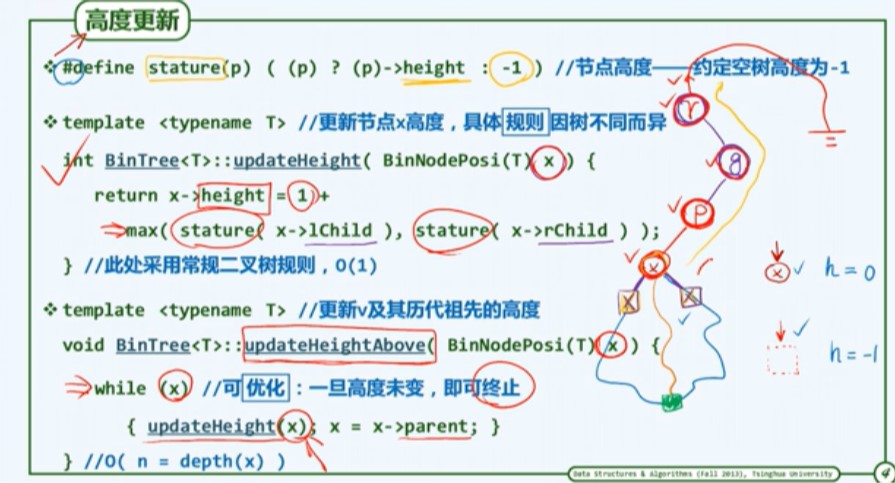 高度更新
❖ #define stature(p) ( (p) ? (p)->height : -1 ) //节点高度——约定空树高度为-1
❖ template <typename T> //更新节点x高度，具体规则因树不同而异
int BinTree<T>::updateHeight( BinNodePosi(T) x ) {
return x->height = 1 +
max( stature( x->lChild ), stature( x->rChild ) );
} //此处采用常规二叉树规则，O(1)
❖ template <typename T> //更新v及其历代祖先的高度
void BinTree<T>::updateHeightAbove( BinNodePosi(T) x ) {
while (x) //可优化：一旦高度未变，即可终止
{ updateHeight(x); x = x->parent; }
} //O( n = depth(x) )
r
g
p
x
h = 0
h = -1
Data Structures & Algorithms (Fall 2013), Tsinghua University
4